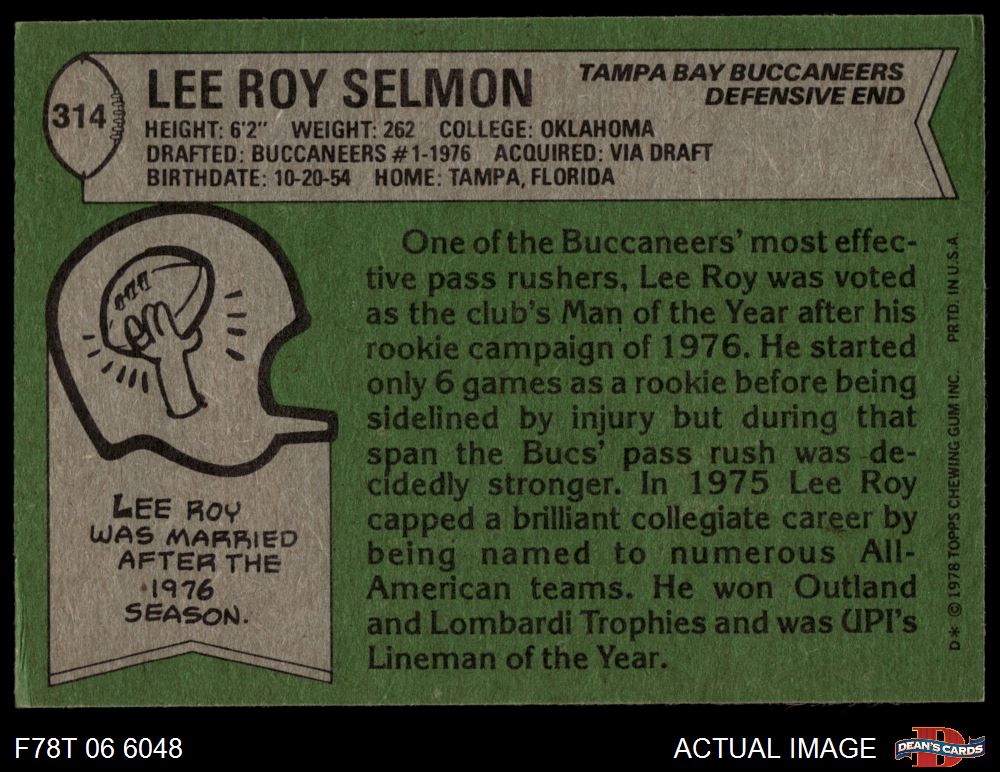 314
LEE ROY SELMON
TAMPA BAY BUCCANEERS
DEFENSIVE END
HEIGHT: 6'2" WEIGHT: 262 COLLEGE: OKLAHOMA
DRAFTED: BUCCANEERS #1-1976 ACQUIRED: VIA DRAFT
BIRTHDATE: 10-20-54 HOME: TAMPA, FLORIDA
LEE ROY
WAS MARRIED
AFTER THE
1976
SEASON.
One of the Buccaneers' most effec-
tive pass rushers, Lee Roy was voted
as the club's Man of the Year after his
rookie campaign of 1976. He started
only 6 games as a rookie before being
sidelined by injury but during that
span the Bucs' pass rush was de-
cidedly stronger. In 1975 Lee Roy
capped a brilliant collegiate career by
being named to numerous All-
American teams. He won Outland
and Lombardi Trophies and was UPI's
Lineman of the Year.
D* © 1978 TOPPS CHEWING GUM INC. PRTD. IN U.S.A.
F78T 06 6048
ACTUAL IMAGE
D
DEAN'S CARDS